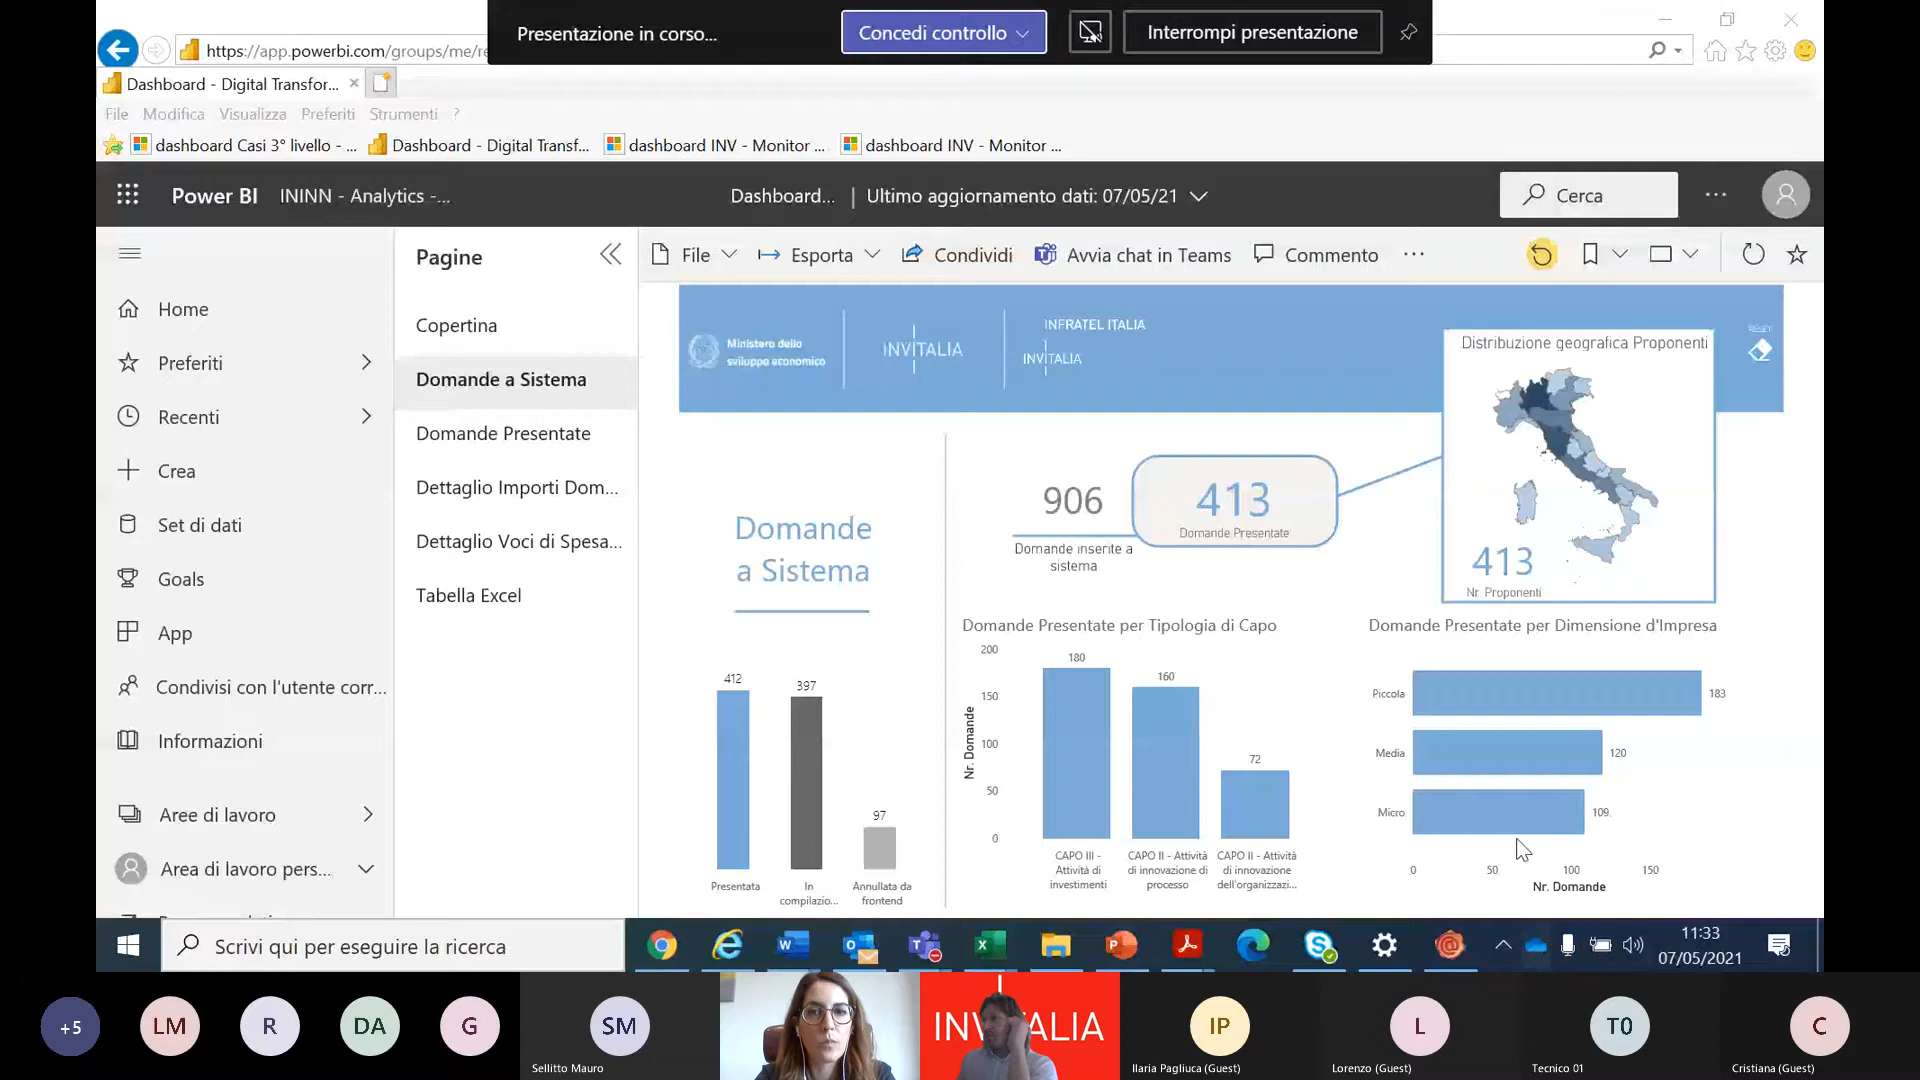 Presentazione in corso...
Concedi controllo
Interrompi presentazione
https://app.powerbi.com/groups/me/re
Dashboard - Digital Transfor...
File Modifica Visualizza Preferiti Strumenti ?
dashboard Casi 3° livello - ...
Dashboard - Digital Transf...
dashboard INV - Monitor ...
dashboard INV - Monitor ...
Power BI
ININN - Analytics -...
Dashboard... | Ultimo aggiornamento dati: 07/05/21
Cerca
Home
Preferiti
Recenti
Crea
Set di dati
Goals
App
Condivisi con l'utente corr...
Informazioni
Aree di lavoro
Area di lavoro pers...
Pagine
Copertina
Domande a Sistema
Domande Presentate
Dettaglio Importi Dom...
Dettaglio Voci di Spesa...
Tabella Excel
File
Esporta
Condividi
Avvia chat in Teams
Commento
Ministero dello
sviluppo economico
INVITALIA
INFRATEL ITALIA
INVITALIA
RESET
Distribuzione geografica Proponenti
413
Nr. Proponenti
906
Domande inserite a
sistema
413
Domande Presentate
Domande
a Sistema
412
397
97
Presentata
In
compilazio...
Annullata da
frontend
Domande Presentate per Tipologia di Capo
Nr. Domande
200
150
100
50
0
180
160
72
CAPO III -
Attività di
investimenti
CAPO II - Attività
di innovazione di
processo
CAPO II - Attività
di innovazione
dell'organizzazi...
Domande Presentate per Dimensione d'Impresa
Piccola 183
Media 120
Micro 109
0 50 100 150
Nr. Domande
Scrivi qui per eseguire la ricerca
11:33
07/05/2021
+5
LM
R
DA
G
SM
Sellitto Mauro
INVITALIA
IP
Ilaria Pagliuca (Guest)
L
Lorenzo (Guest)
T0
Tecnico 01
C
Cristiana (Guest)